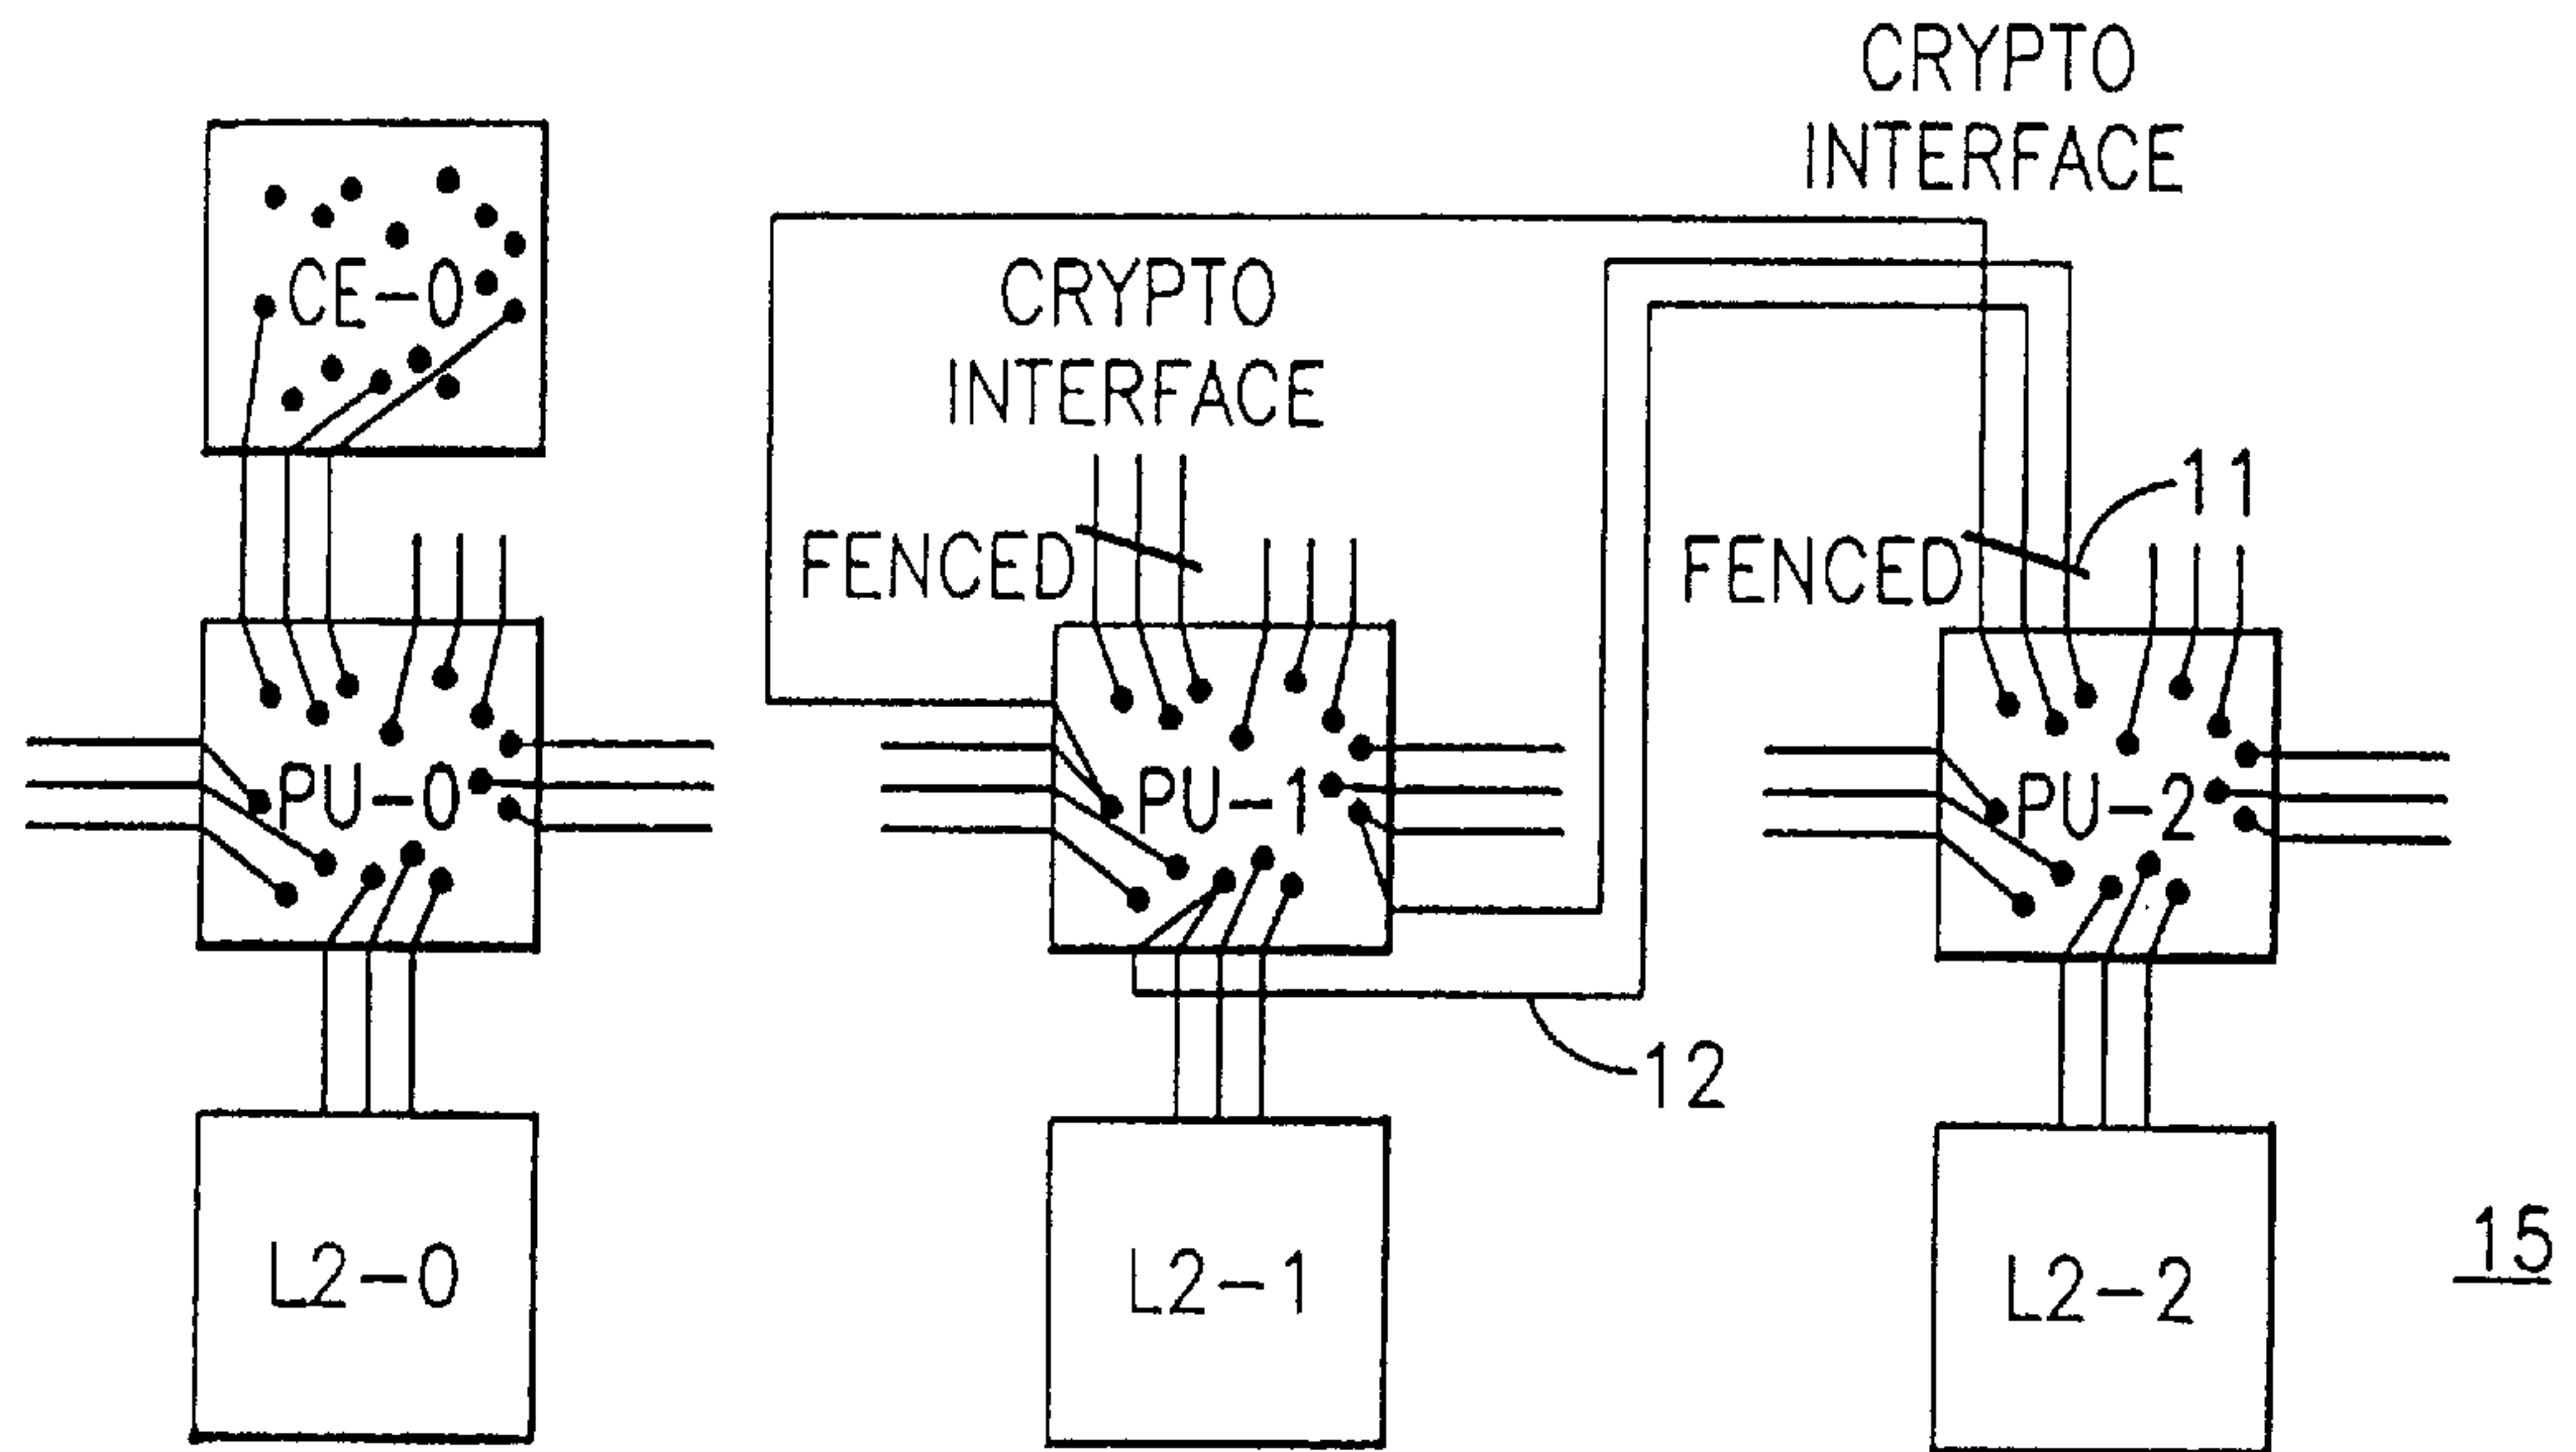 CRYPTO
INTERFACE
CE-0
CRYPTO
INTERFACE
11
FENCED
FENCED
PU-0
PU-1
PU-2
12
L2-0
L2-1
L2-2
15